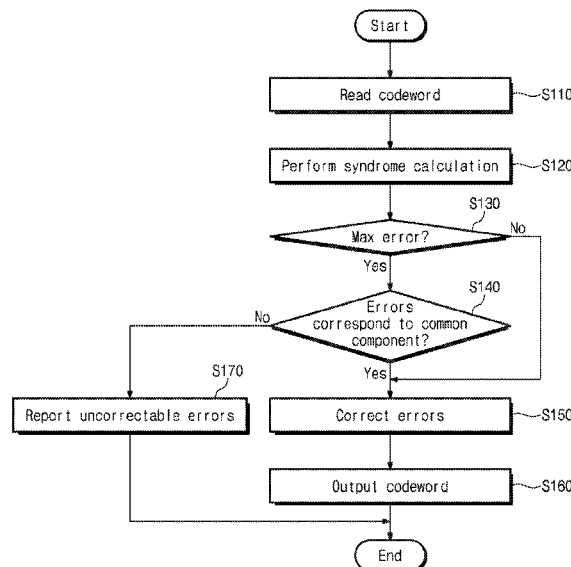 Start
Read codeword
S110
Perform syndrome calculation
S120
S130
Max error?
No
Yes
S140
Errors
correspond to common
component?
No
Yes
S170
Report uncorrectable errors
Correct errors
S150
Output codeword
S160
End